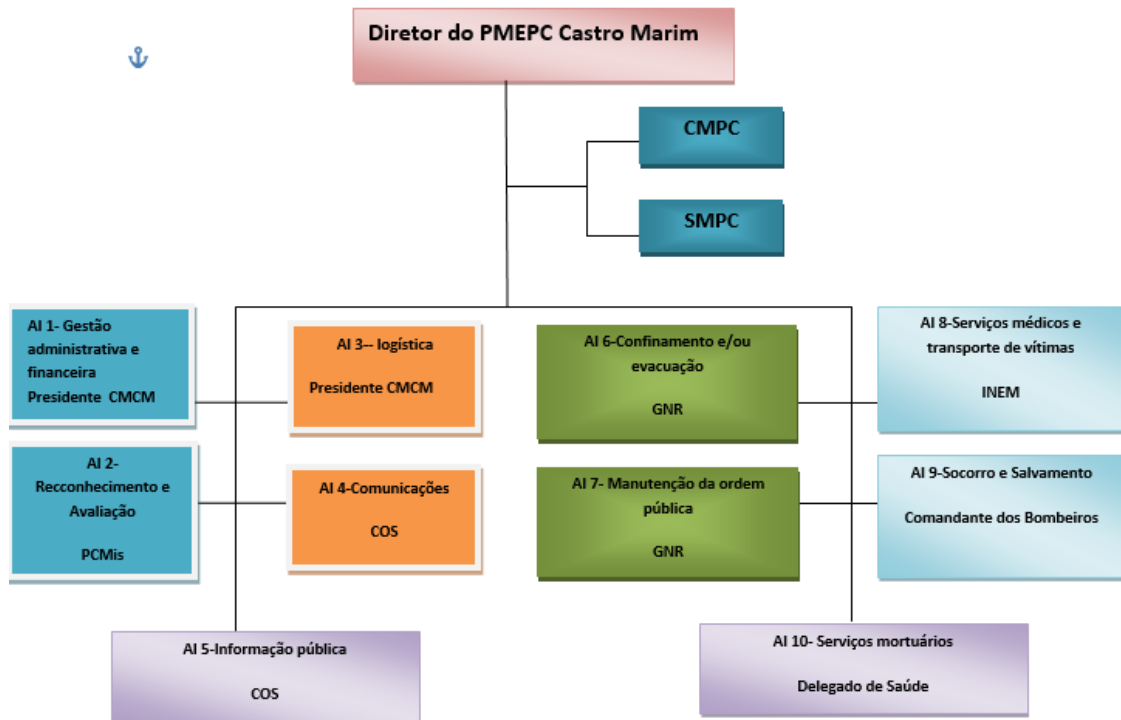 Diretor do PMEPC Castro Marim
CMPC
SMPC
AI 1- Gestão
administrativa e
financeira
Presidente CMCM
AI 3-- logística
Presidente CMCM
AI 6-Confinamento e/ou
evacuação
GNR
AI 8-Serviços médicos e
transporte de vítimas
INEM
AI 2-
Recconhecimento e
Avaliação
PCMis
AI 4-Comunicações
COS
AI 7- Manutenção da ordem
pública
GNR
AI 9-Socorro e Salvamento
Comandante dos Bombeiros
AI 5-Informação pública
COS
AI 10- Serviços mortuários
Delegado de Saúde